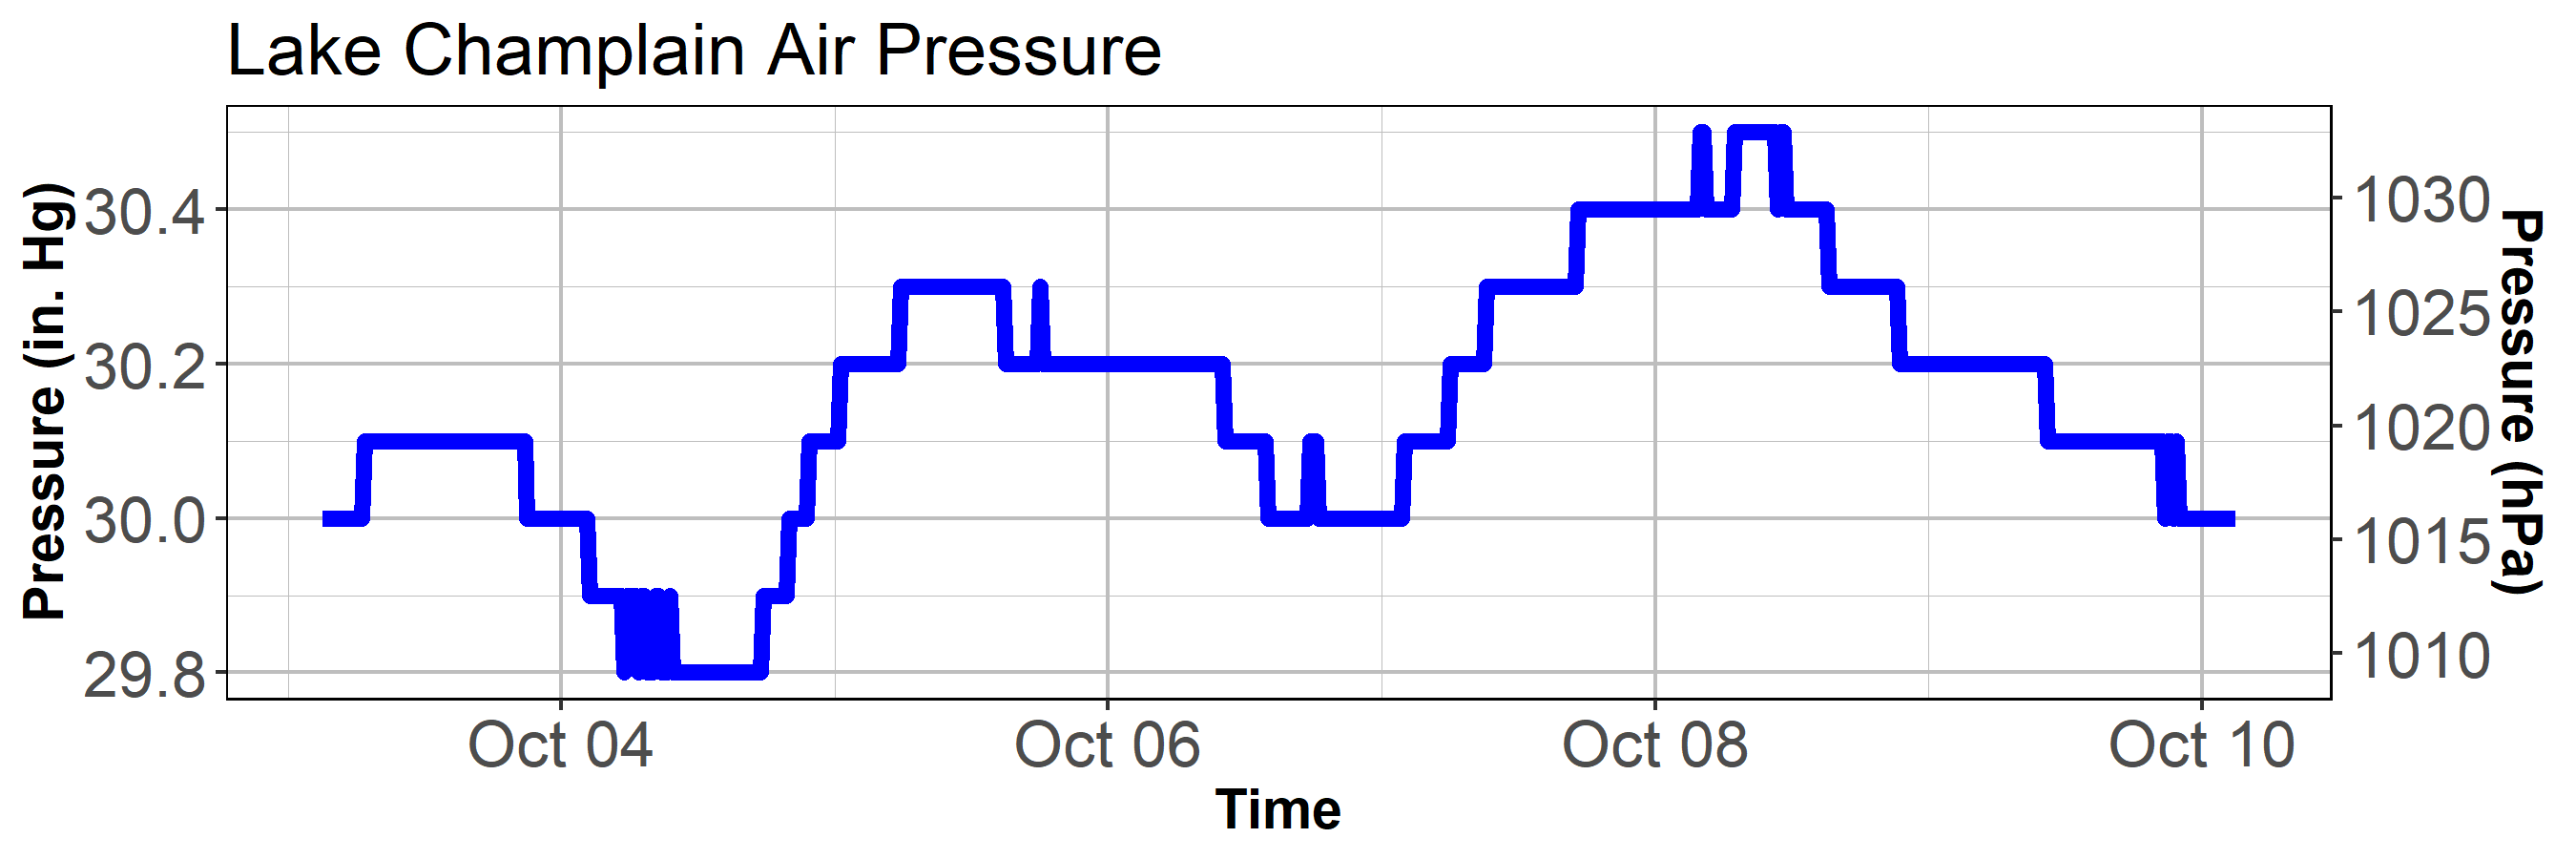 Lake Champlain Air Pressure
Pressure (in. Hg)
30.4
30.2
30.0
29.8
1030
1025
1020
1015
1010
Pressure (hPa)
Oct 04 Oct 06 Oct 08 Oct 10
Time